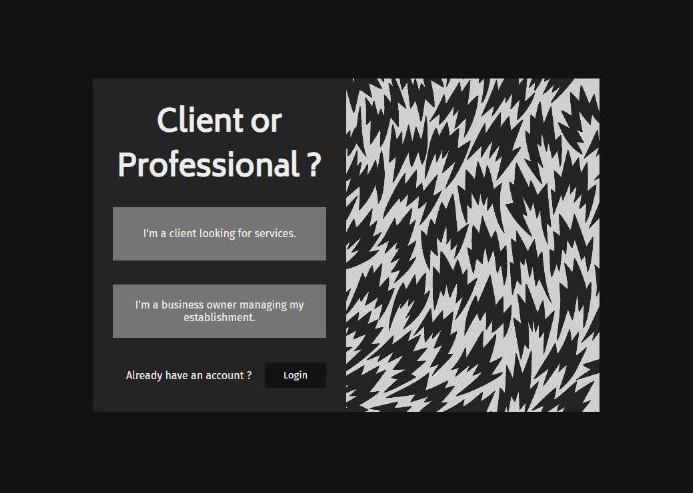 Client or
Professional ?
I'm a client looking for services.
I'm a business owner managing my
establishment.
Already have an account ?
Login